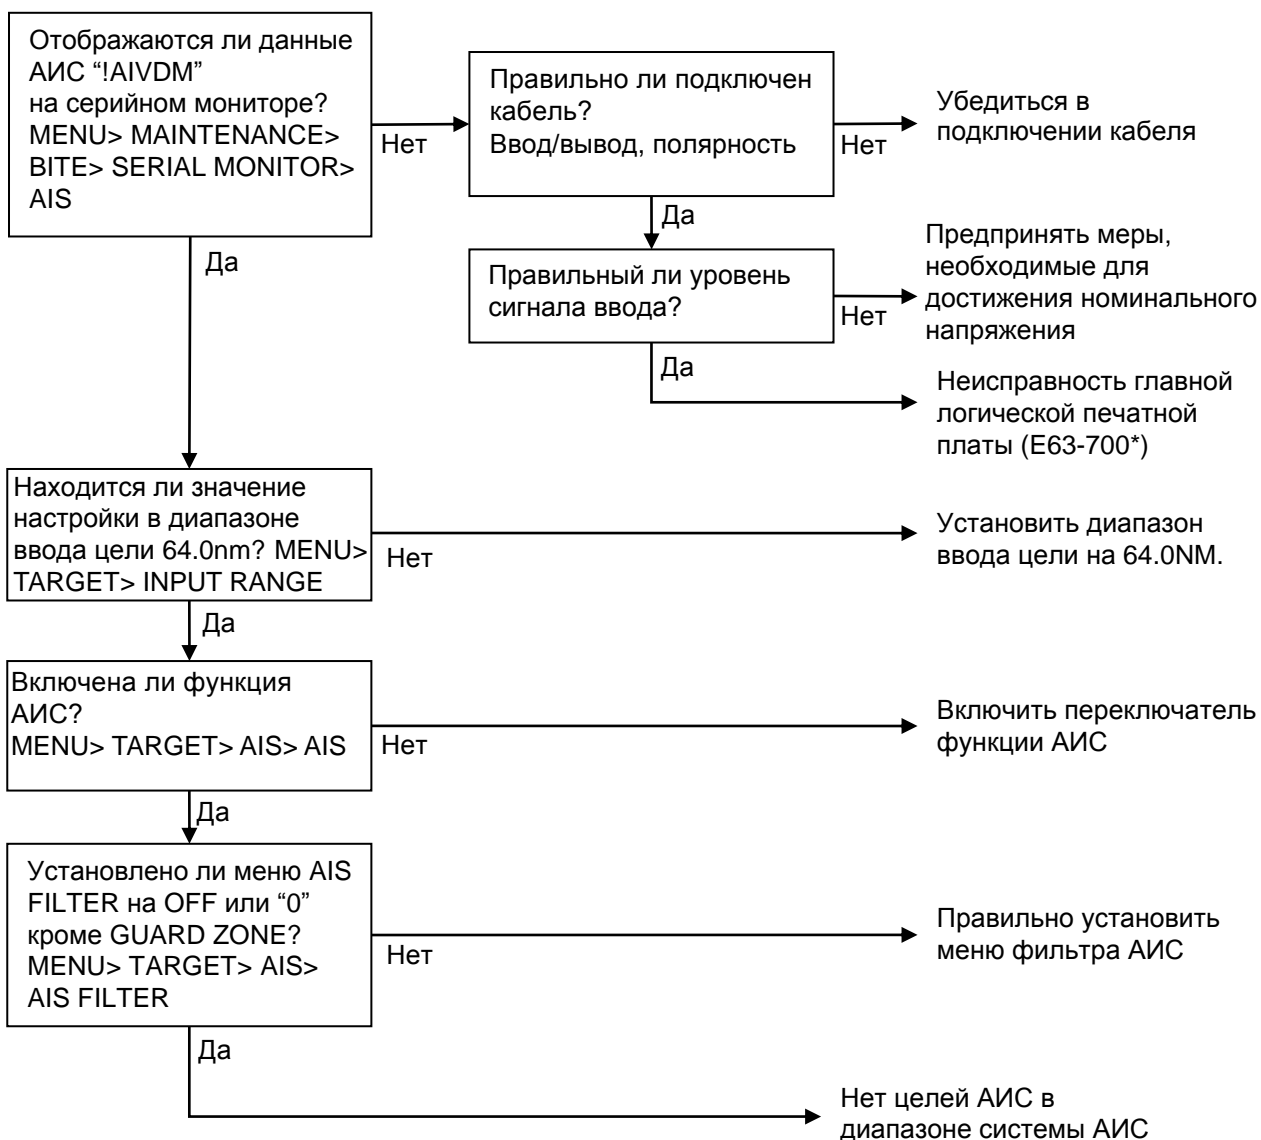 Отображаются ли данные
АИС “!AIVDM”
на серийном мониторе?
MENU> MAINTENANCE>
BITE> SERIAL MONITOR>
AIS
Нет
Правильно ли подключен
кабель?
Ввод/вывод, полярность
Нет
Убедиться в
подключении кабеля
Да
Да
Правильный ли уровень
сигнала ввода?
Нет
Предпринять меры,
необходимые для
достижения номинального
напряжения
Да
Неисправность главной
логической печатной
платы (E63-700*)
Находится ли значение
настройки в диапазоне
ввода цели 64.0nm? MENU>
TARGET> INPUT RANGE
Нет
Установить диапазон
ввода цели на 64.0NM.
Да
Включена ли функция
АИС?
MENU> TARGET> AIS> AIS
Нет
Включить переключатель
функции АИС
Да
Установлено ли меню AIS
FILTER на OFF или “0”
кроме GUARD ZONE?
MENU> TARGET> AIS>
AIS FILTER
Нет
Правильно установить
меню фильтра АИС
Да
Нет целей АИС в
диапазоне системы АИС